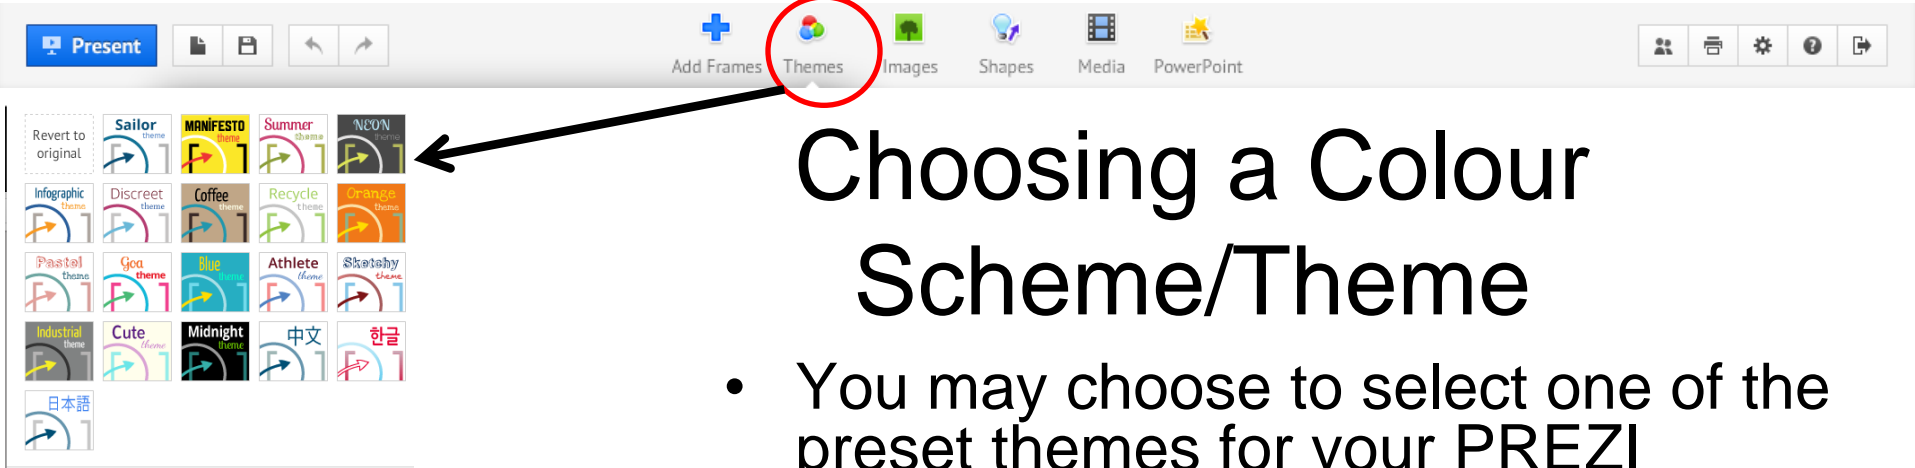 Present
Add Frames Themes Images Shapes Media PowerPoint
Revert to original
Sailor theme
MANIFESTO theme
Summer theme
NEON theme
Infographic theme
Discreet theme
Coffee theme
Recycle theme
Orange theme
Pastel theme
Goa theme
Blue theme
Athlete theme
Sketchy theme
Industrial theme
Cute theme
Midnight theme
中文
한글
日本語
Choosing a Colour
Scheme/Theme
• You may choose to select one of the
preset themes for your PREZI